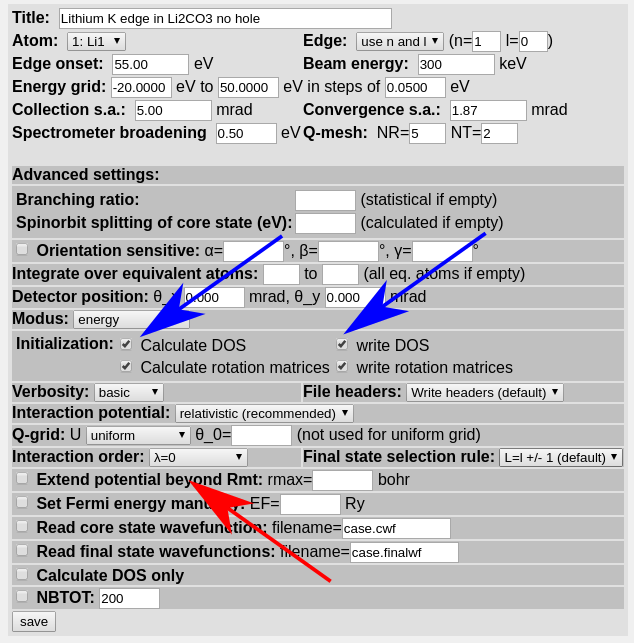 Title: Lithium K edge in Li2CO3 no hole
Atom: 1: Li1 Edge: use n and l (n= 1 l= 0 )
Edge onset: 55.00 eV Beam energy: 300 keV
Energy grid: -20.0000 eV to 50.0000 eV in steps of 0.0500 eV
Collection s.a.: 5.00 mrad Convergence s.a.: 1.87 mrad
Spectrometer broadening 0.50 eV Q-mesh: NR= 5 NT= 2
Advanced settings:
Branching ratio: (statistical if empty)
Spinorbit splitting of core state (eV): (calculated if empty)
Orientation sensitive: α= °, β= °, γ= °
Integrate over equivalent atoms: to (all eq. atoms if empty)
Detector position: θ_x 0.000 mrad, θ_y 0.000 mrad
Modus: energy
Initialization: Calculate DOS write DOS
Calculate rotation matrices write rotation matrices
Verbosity: basic File headers: Write headers (default)
Interaction potential: relativistic (recommended)
Q-grid: U uniform θ_0= (not used for uniform grid)
Interaction order: λ=0 Final state selection rule: L=l +/- 1 (default)
Extend potential beyond Rmt: rmax= bohr
Set Fermi energy manually: EF= Ry
Read core state wavefunction: filename= case.cwf
Read final state wavefunctions: filename= case.finalwf
Calculate DOS only
NBTOT: 200
save